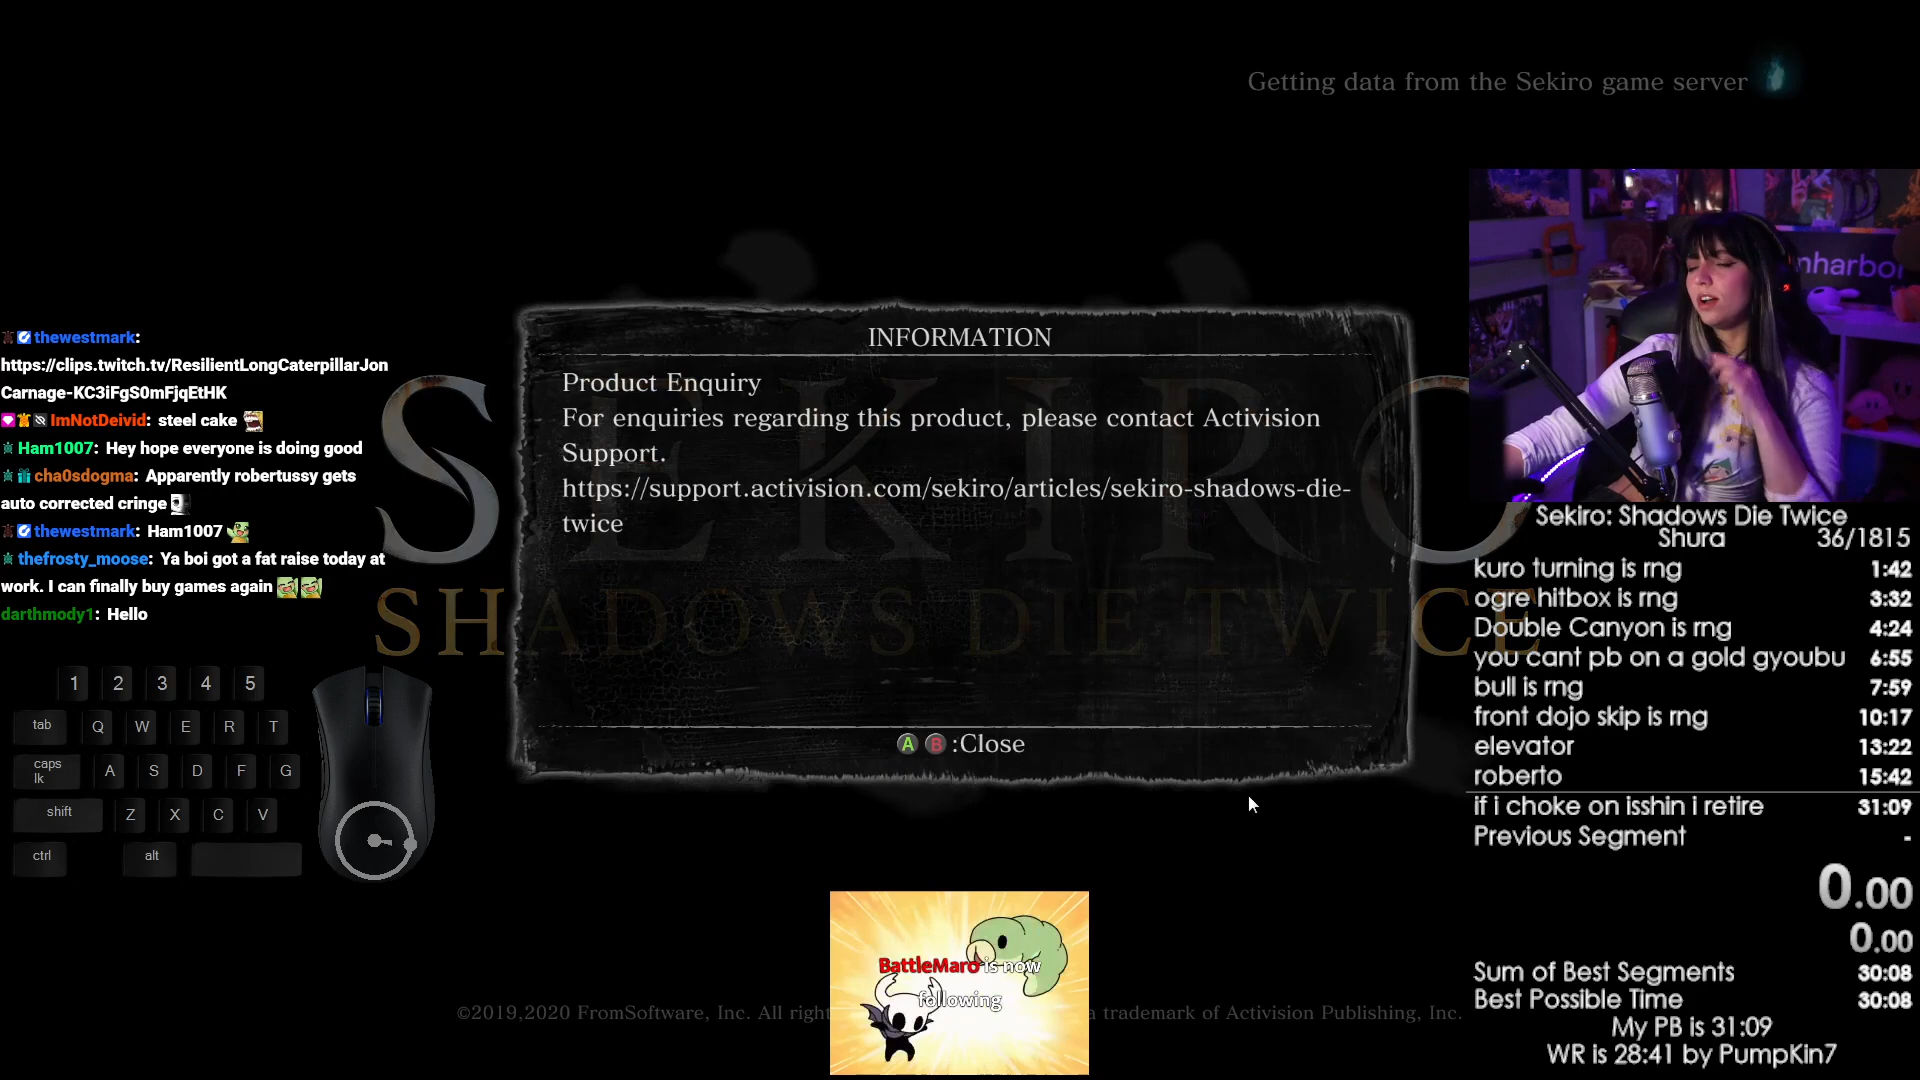 Getting data from the Sekiro game server
INFORMATION
Product Enquiry
For enquiries regarding this product, please contact Activision
Support.
https://support.activision.com/sekiro/articles/sekiro-shadows-die-
twice
A B :Close
SEKIRO
SHADOWS DIE TWICE
thewestmark:
https://clips.twitch.tv/ResilientLongCaterpillarJon
Carnage-KC3iFgS0mFjqEtHK
ImNotDeivid: steel cake
Ham1007: Hey hope everyone is doing good
cha0sdogma: Apparently robertussy gets
auto corrected cringe
thewestmark: Ham1007
thefrosty_moose: Ya boi got a fat raise today at
work. I can finally buy games again
darthmody1: Hello
1 2 3 4 5
tab Q W E R T
caps lk A S D F G
shift Z X C V
ctrl alt
nharbor
Sekiro: Shadows Die Twice
Shura 36/1815
kuro turning is rng 1:42
ogre hitbox is rng 3:32
Double Canyon is rng 4:24
you cant pb on a gold gyoubu 6:55
bull is rng 7:59
front dojo skip is rng 10:17
elevator 13:22
roberto 15:42
if i choke on isshin i retire 31:09
Previous Segment -
0.00
0.00
Sum of Best Segments 30:08
Best Possible Time 30:08
My PB is 31:09
WR is 28:41 by PumpKin7
BattleMaro is now
following
©2019,2020 FromSoftware, Inc. All right
a trademark of Activision Publishing, Inc.